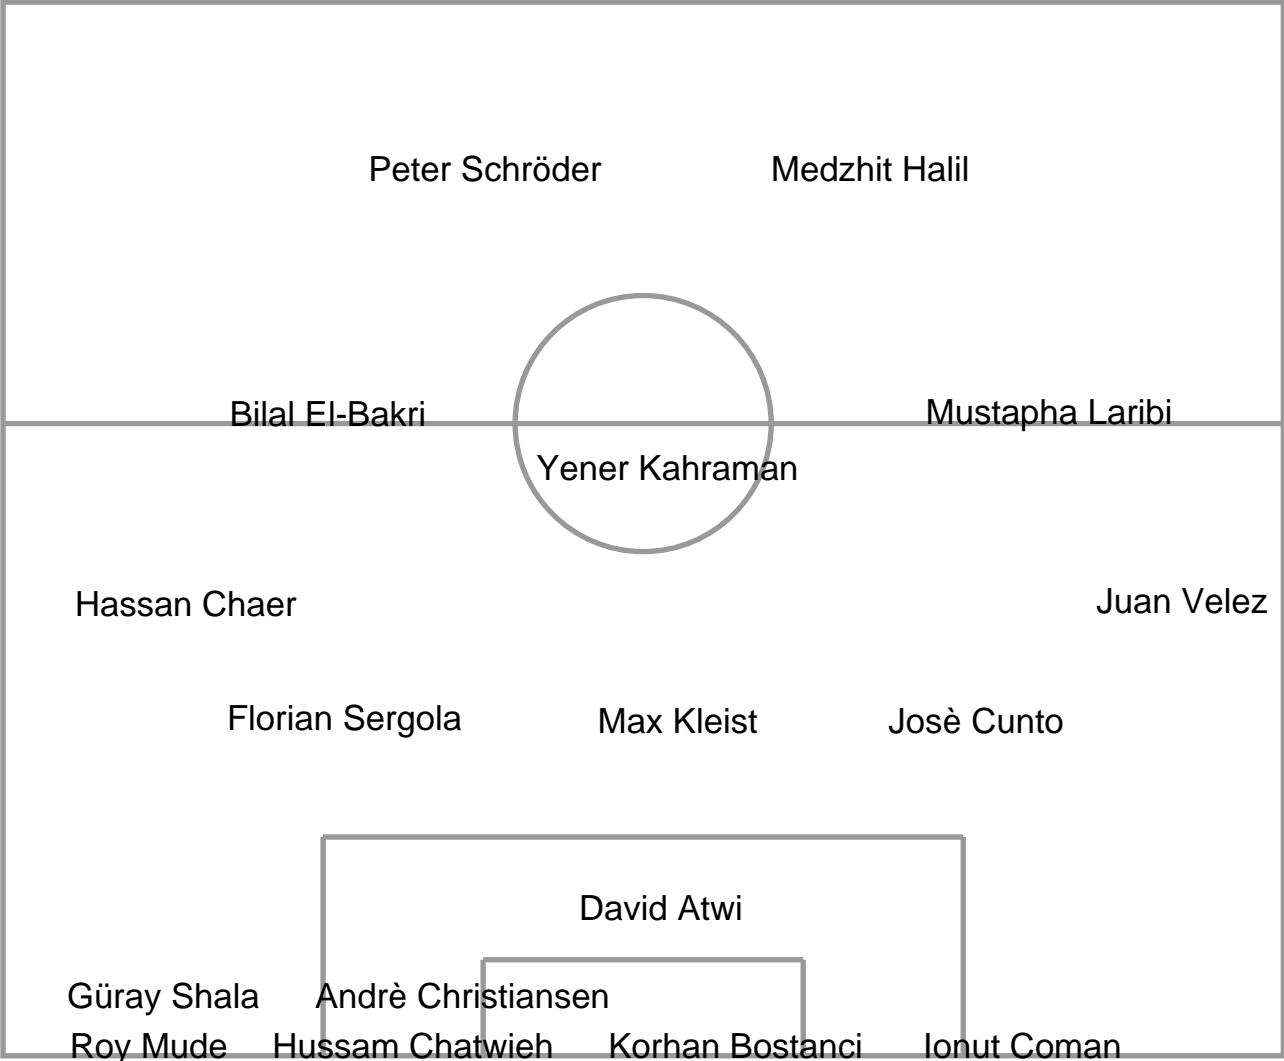 Peter Schröder Medzhit Halil
Bilal El-Bakri Mustapha Laribi
Yener Kahraman
Hassan Chaer Juan Velez
Florian Sergola Max Kleist Josè Cunto
David Atwi
Güray Shala Andrè Christiansen
Roy Mude Hussam Chatwieh Korhan Bostanci Ionut Coman